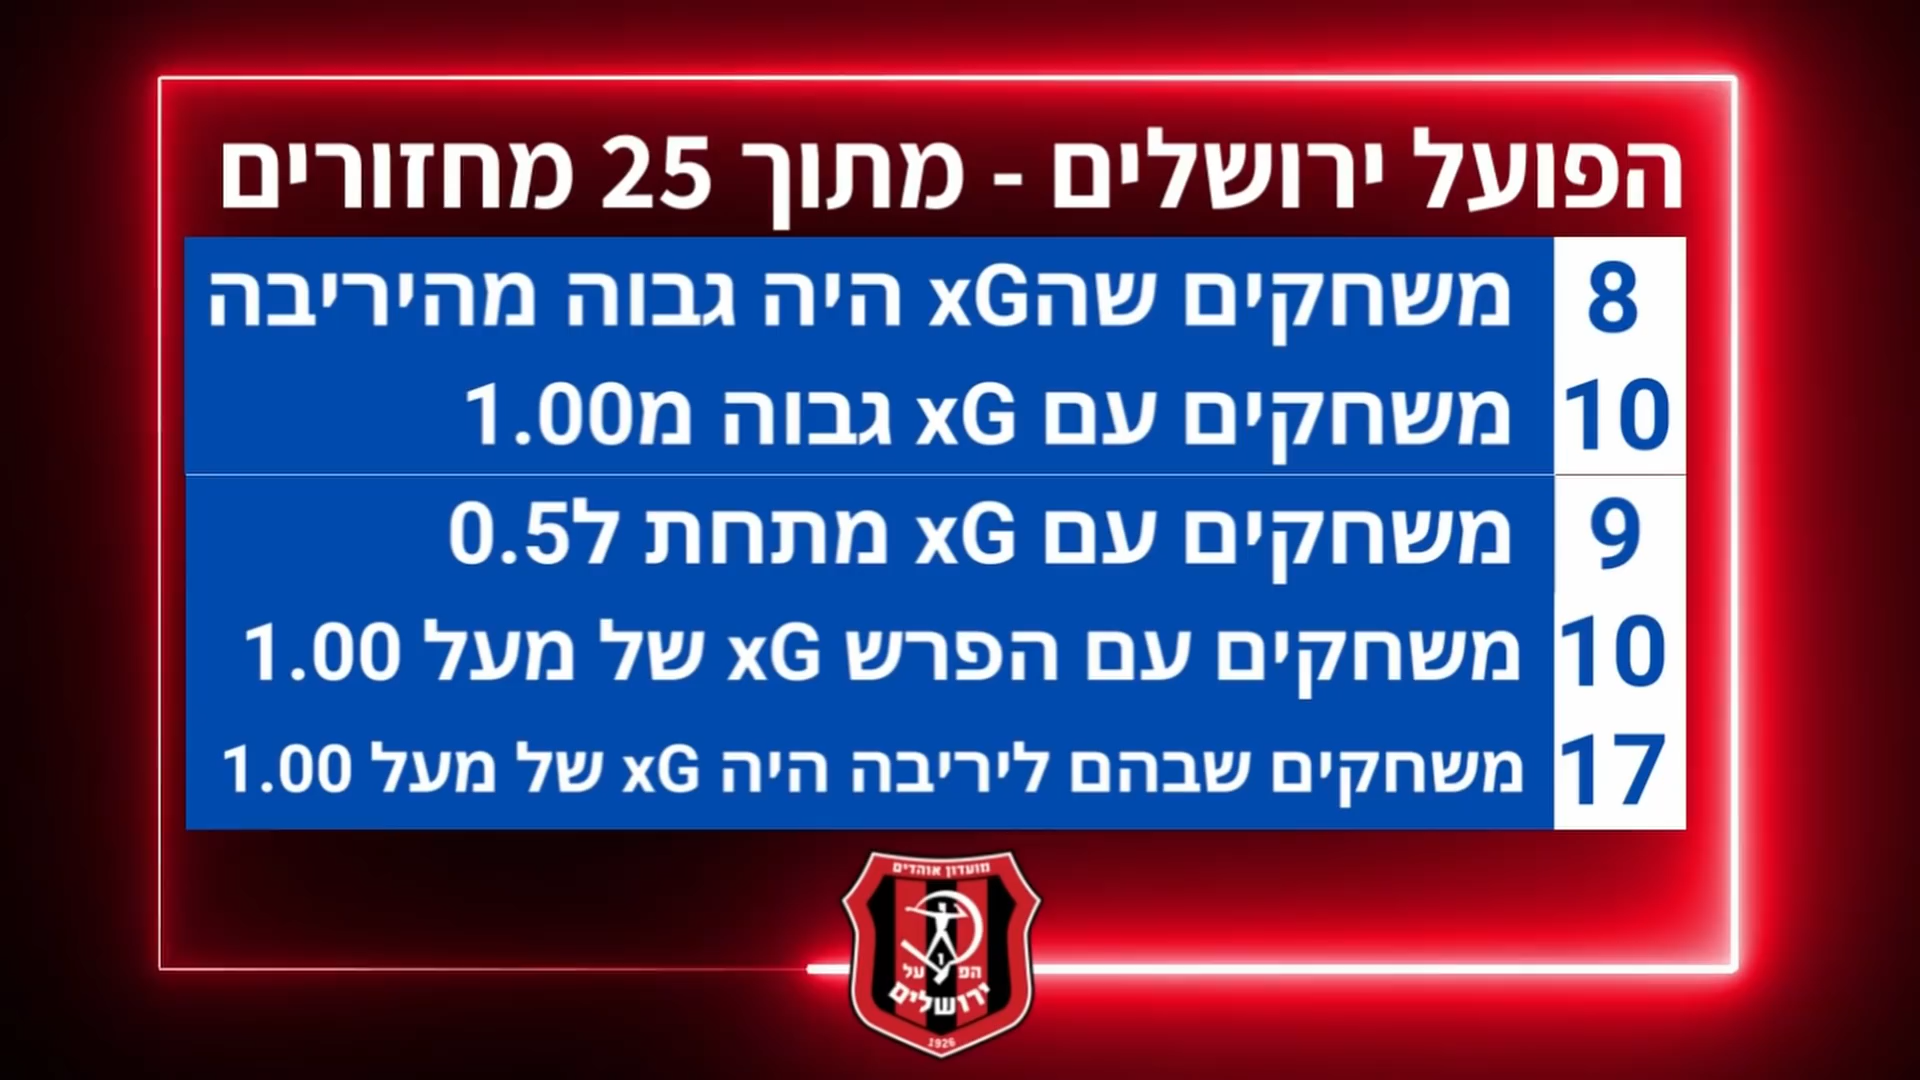 הפועל ירושלים - מתוך 25 מחזורים
8 משחקים שהxG היה גבוה מהיריבה
10 משחקים עם xG גבוה מ1.00
9 משחקים עם xG מתחת ל0.5
10 משחקים עם הפרש xG של מעל 1.00
17 משחקים שבהם ליריבה היה xG של מעל 1.00
מועדון אוהדים
הפועל
ירושלים
1926